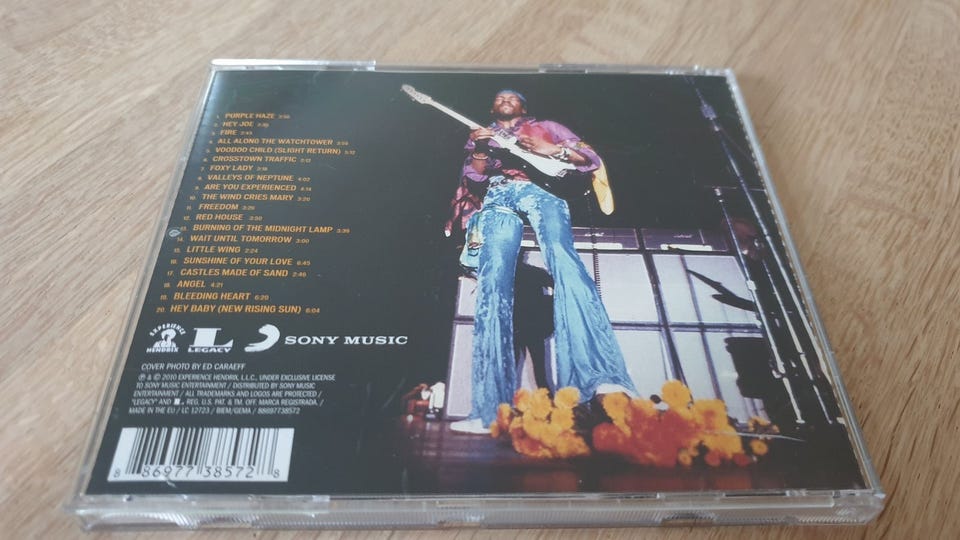 1. PURPLE HAZE 2:50
2. HEY JOE 3:30
3. FIRE 2:43
4. ALL ALONG THE WATCHTOWER
5. VOODOO CHILD (SLIGHT RETURN) 5:12
6. CROSSTOWN TRAFFIC 2:12
7. FOXY LADY 3:18
8. VALLEYS OF NEPTUNE 4:02
9. ARE YOU EXPERIENCED 4:14
10. THE WIND CRIES MARY 3:20
11. FREEDOM
12. RED HOUSE 3:50
13. BURNING OF THE MIDNIGHT LAMP 3:39
14. WAIT UNTIL TOMORROW 3:00
15. LITTLE WING 2:24
16. SUNSHINE OF YOUR LOVE 6:45
17. CASTLES MADE OF SAND 2:46
18. ANGEL 4:21
19. BLEEDING HEART 6:20
20. HEY BABY (NEW RISING SUN) 6:04
EXPERIENCE HENDRIX
L LEGACY
SONY MUSIC
COVER PHOTO BY ED CARAEFF
℗ & © 2010 EXPERIENCE HENDRIX, L.L.C., UNDER EXCLUSIVE LICENSE
TO SONY MUSIC ENTERTAINMENT / DISTRIBUTED BY SONY MUSIC
ENTERTAINMENT / ALL TRADEMARKS AND LOGOS ARE PROTECTED /
"LEGACY" AND L REG. U.S. PAT. & TM. OFF. MARCA REGISTRADA. /
MADE IN THE EU / LC 12723 / BIEM/GEMA / 88697738572
8 86977 38572 8